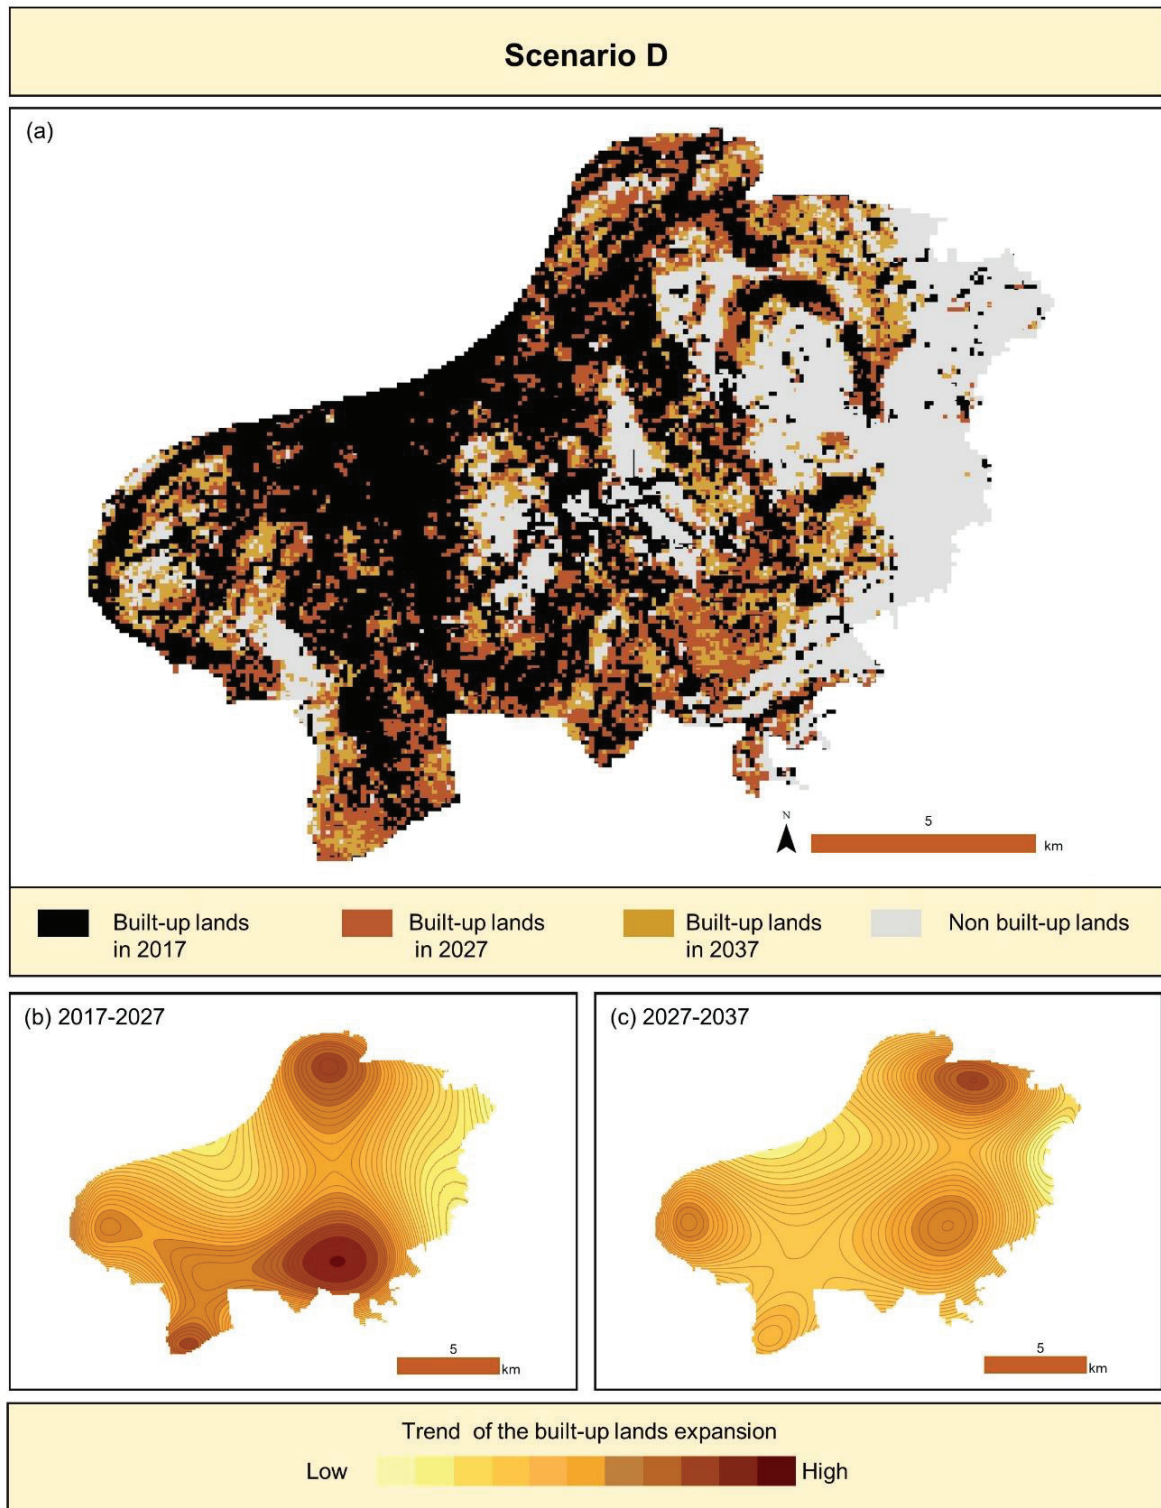 Scenario D
(a)
N
5
km
Built-up lands
in 2017
Built-up lands
in 2027
Built-up lands
in 2037
Non built-up lands
(b) 2017-2027
5
km
(c) 2027-2037
5
km
Trend of the built-up lands expansion
Low
High